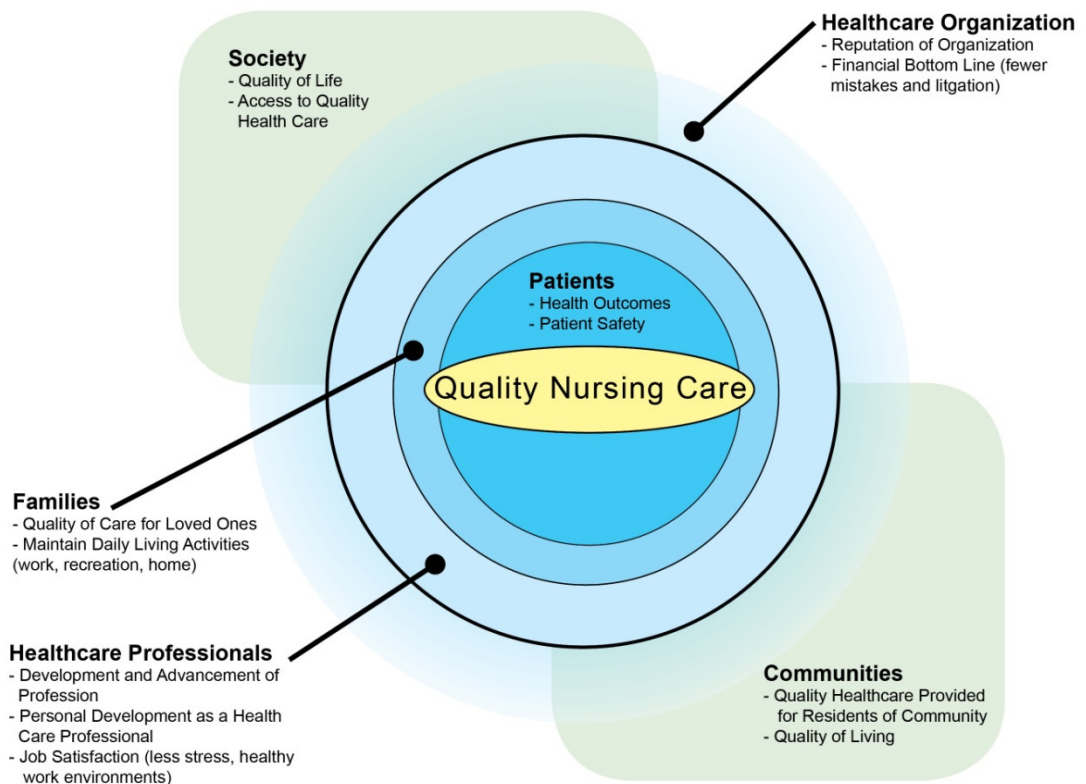 Healthcare Organization
- Reputation of Organization
- Financial Bottom Line (fewer
mistakes and litgation)
Society
- Quality of Life
- Access to Quality
Health Care
Patients
- Health Outcomes
- Patient Safety
Quality Nursing Care
Families
- Quality of Care for Loved Ones
- Maintain Daily Living Activities
(work, recreation, home)
Healthcare Professionals
- Development and Advancement of
Profession
- Personal Development as a Health
Care Professional
- Job Satisfaction (less stress, healthy
work environments)
Communities
- Quality Healthcare Provided
for Residents of Community
- Quality of Living